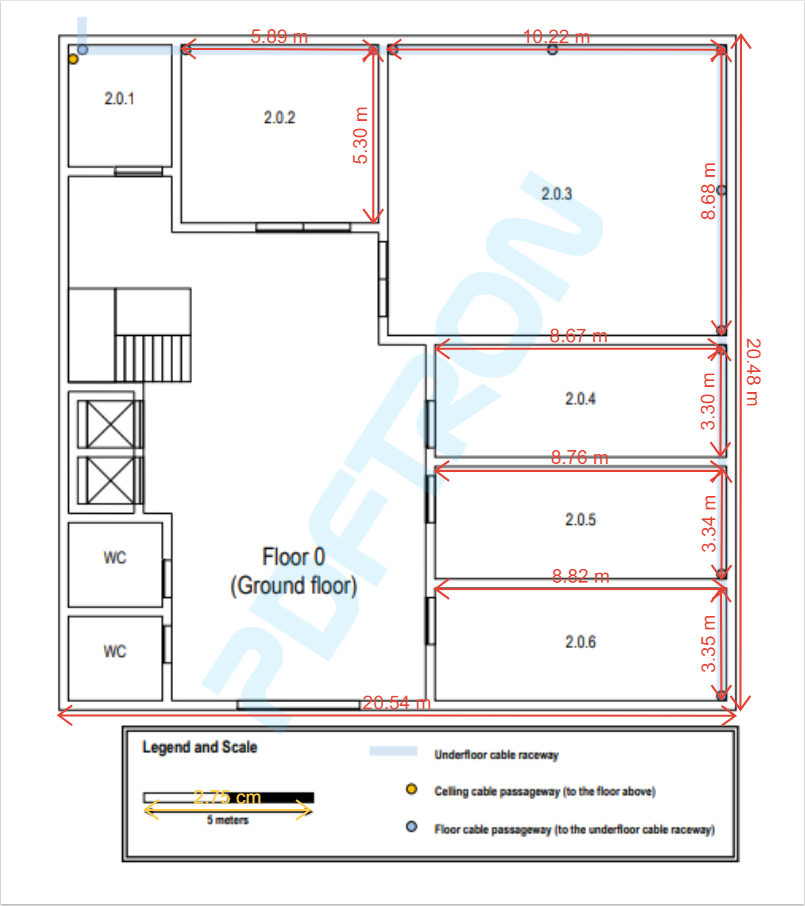 5.89 m
10.22 m
2.0.1
2.0.2
5.30 m
2.0.3
8.68 m
8.67 m
20.48 m
2.0.4
3.30 m
8.76 m
2.0.5
3.34 m
Floor 0
(Ground floor)
WC
8.82 m
2.0.6
3.35 m
WC
20.54 m
PDFTRON
Legend and Scale
Underfloor cable raceway
2.75 cm
5 meters
Celling cable passageway (to the floor above)
Floor cable passageway (to the underfloor cable raceway)